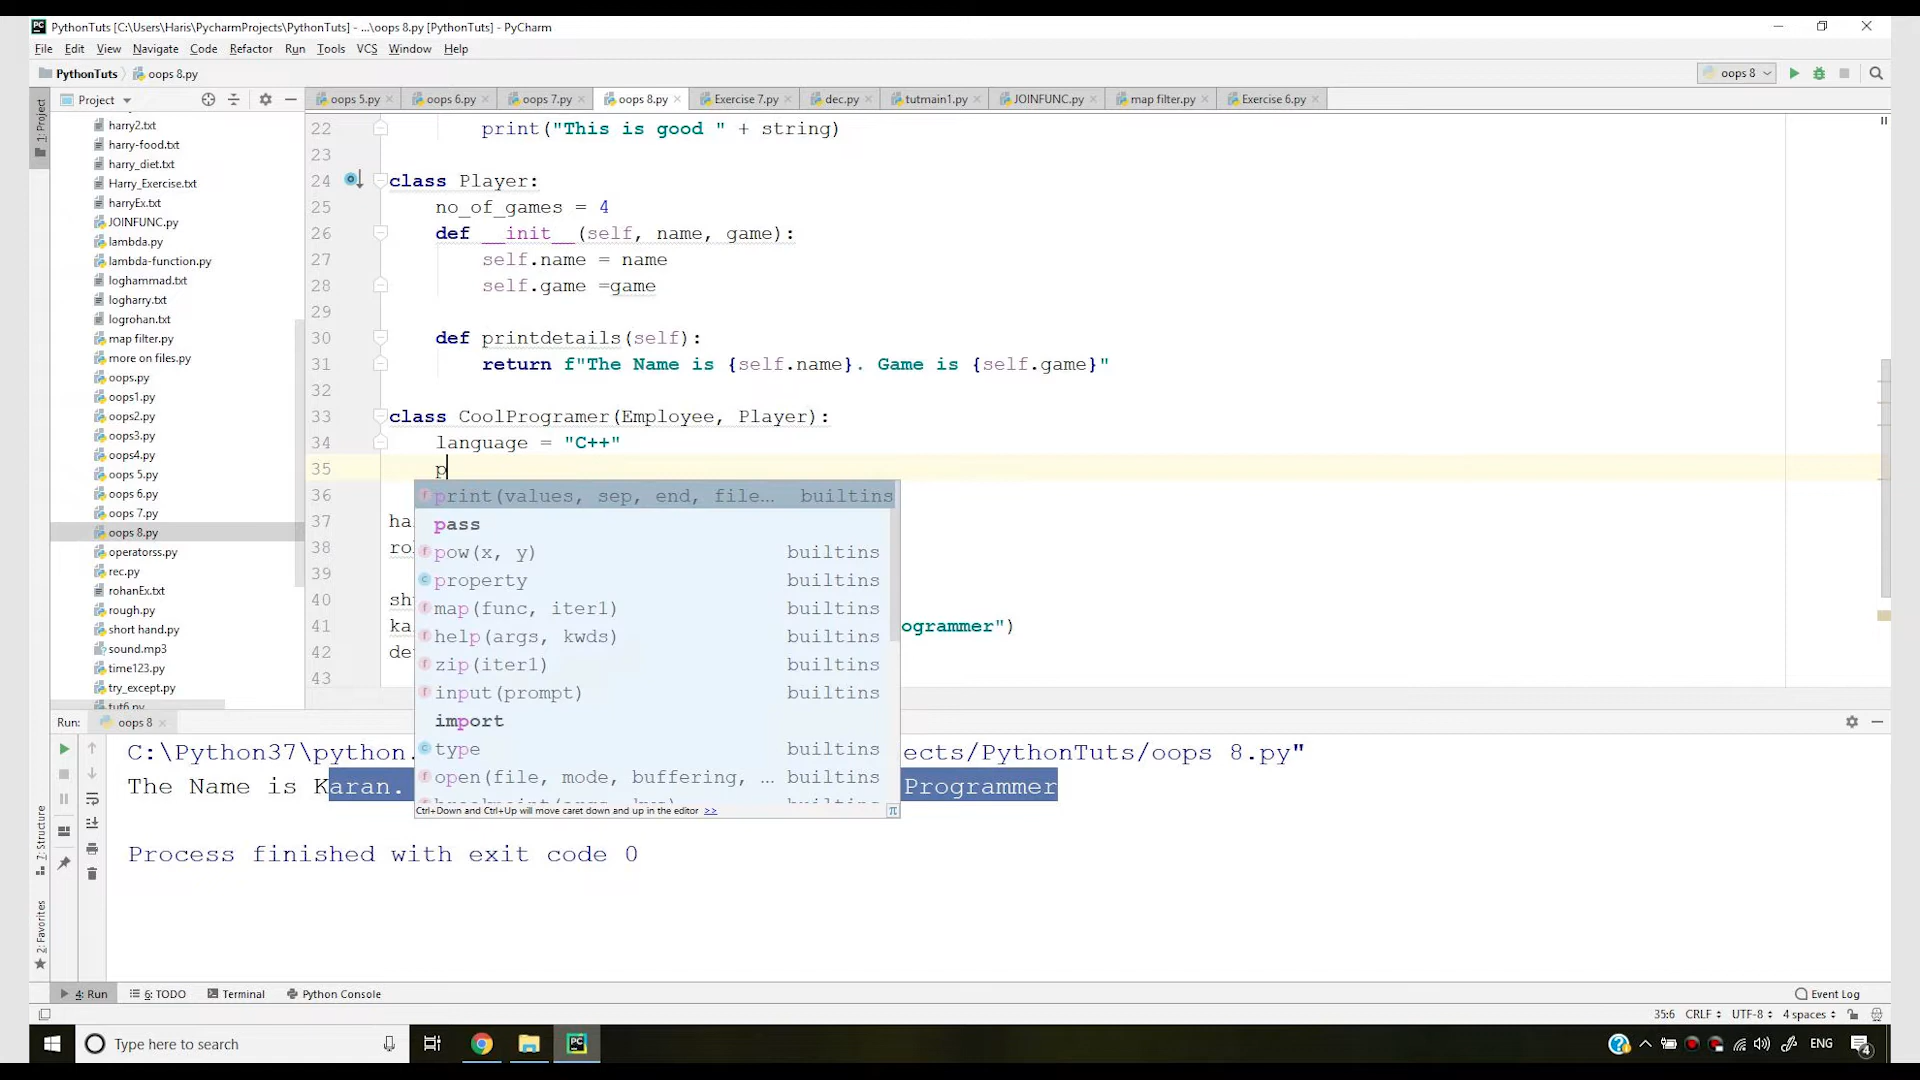 PythonTuts [C:\Users\Haris\PycharmProjects\PythonTuts] - ...\oops 8.py [PythonTuts] - PyCharm
File Edit View Navigate Code Refactor Run Tools VCS Window Help
PythonTuts oops 8.py
oops 8
Project
oops 5.py oops 6.py oops 7.py oops 8.py Exercise 7.py dec.py tutmain1.py JOINFUNC.py map filter.py Exercise 6.py
1: Project
harry2.txt
harry-food.txt
harry_diet.txt
Harry_Exercise.txt
harryEx.txt
JOINFUNC.py
lambda.py
lambda-function.py
loghammad.txt
logharry.txt
logrohan.txt
map filter.py
more on files.py
oops.py
oops1.py
oops2.py
oops3.py
oops4.py
oops 5.py
oops 6.py
oops 7.py
oops 8.py
operatorss.py
rec.py
rohanEx.txt
rough.py
short hand.py
sound.mp3
time123.py
try_except.py
tut6.py
22 print("This is good " + string)
23
24 class Player:
25 no_of_games = 4
26 def __init__(self, name, game):
27 self.name = name
28 self.game =game
29
30 def printdetails(self):
31 return f"The Name is {self.name}. Game is {self.game}"
32
33 class CoolProgramer(Employee, Player):
34 language = "C++"
35 p
36
37 ha
38 ro
39
40 sh
41 ka ogrammer")
42 de
43
print(values, sep, end, file... builtins
pass
pow(x, y) builtins
property builtins
map(func, iter1) builtins
help(args, kwds) builtins
zip(iter1) builtins
input(prompt) builtins
import
type builtins
open(file, mode, buffering, ... builtins
Ctrl+Down and Ctrl+Up will move caret down and up in the editor >>
π
Run: oops 8
C:\Python37\python. ects/PythonTuts/oops 8.py"
The Name is Karan. Programmer
Process finished with exit code 0
7: Structure
2: Favorites
4: Run 6: TODO Terminal Python Console Event Log
35:6 CRLF UTF-8 4 spaces
Type here to search
ENG
4